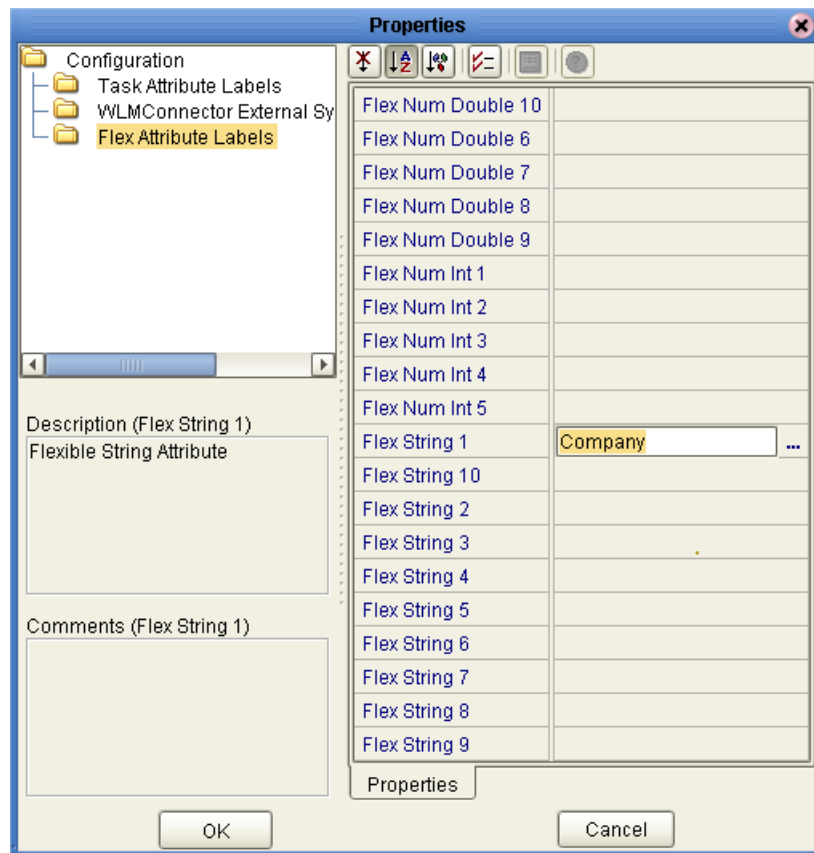 Properties
Configuration
Task Attribute Labels
WLMConnector External Sy
Flex Attribute Labels
Description (Flex String 1)
Flexible String Attribute
Comments (Flex String 1)
Flex Num Double 10
Flex Num Double 6
Flex Num Double 7
Flex Num Double 8
Flex Num Double 9
Flex Num Int 1
Flex Num Int 2
Flex Num Int 3
Flex Num Int 4
Flex Num Int 5
Flex String 1 Company ...
Flex String 10
Flex String 2
Flex String 3
Flex String 4
Flex String 5
Flex String 6
Flex String 7
Flex String 8
Flex String 9
Properties
OK Cancel